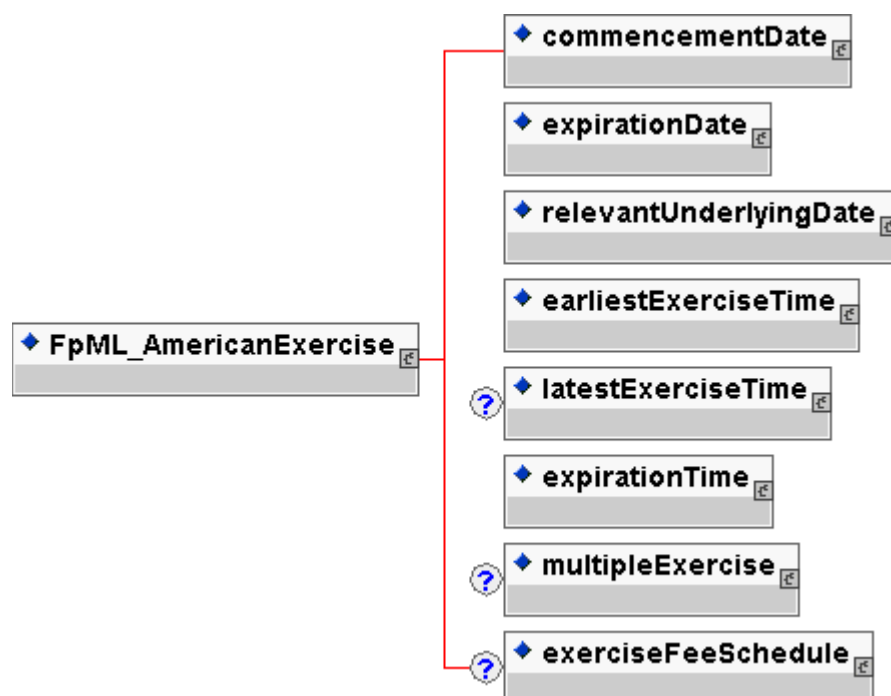 commencementDate
expirationDate
relevantUnderlyingDate
earliestExerciseTime
FpML_AmericanExercise
? latestExerciseTime
expirationTime
? multipleExercise
? exerciseFeeSchedule